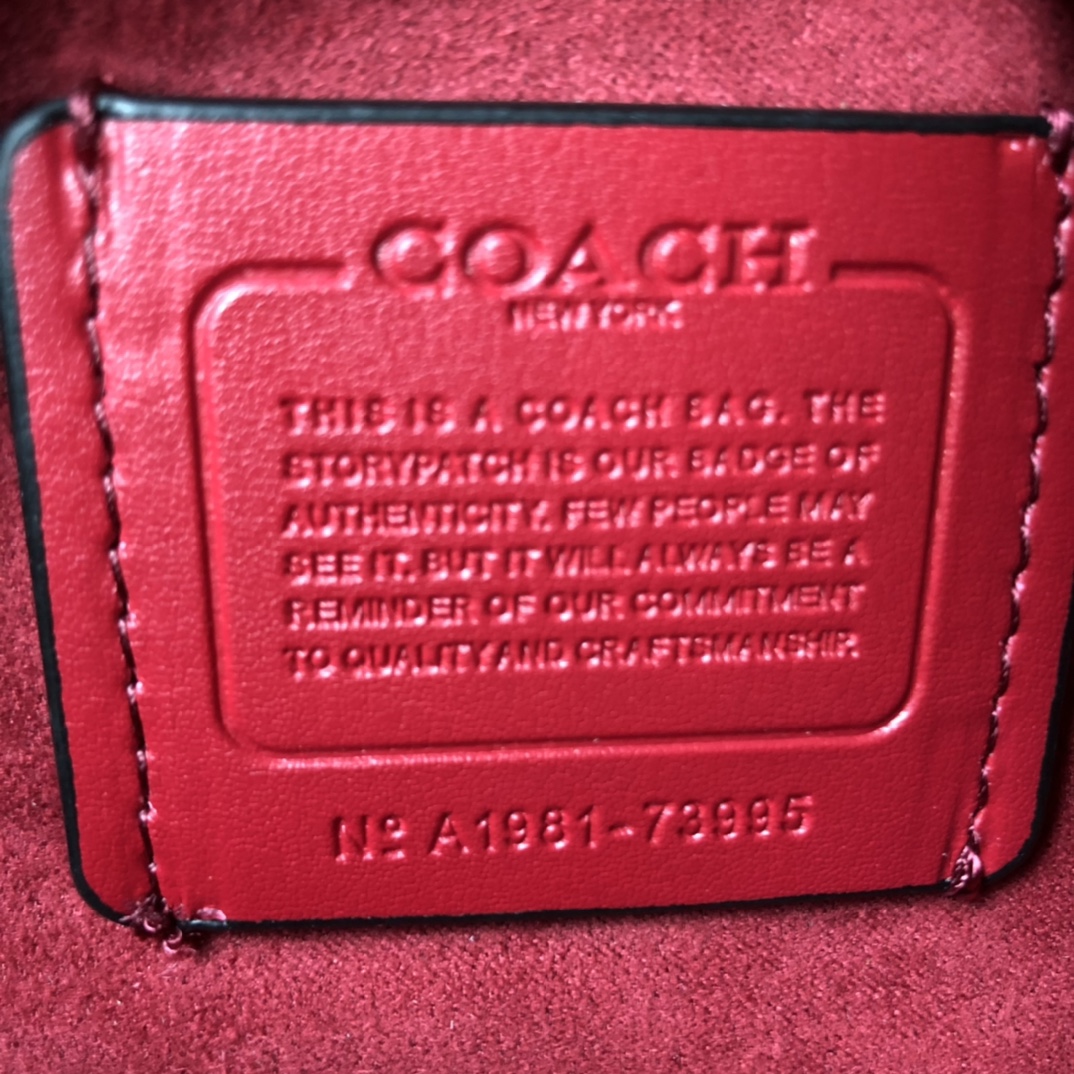 COACH
NEW YORK
THIS IS A COACH BAG. THE
STORYPATCH IS OUR BADGE OF
AUTHENTICITY. FEW PEOPLE MAY
SEE IT. BUT IT WILL ALWAYS BE A
REMINDER OF OUR COMMITMENT
TO QUALITY AND CRAFTSMANSHIP
Nº A1981-73995